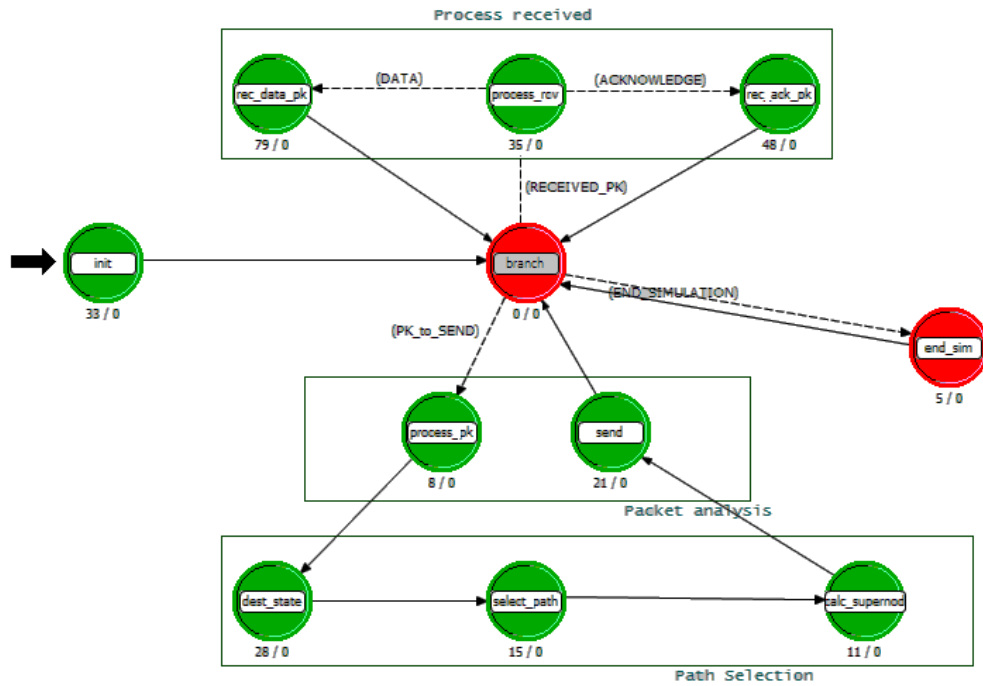 Process received
(DATA)
(ACKNOWLEDGE)
rec_data_pk
process_rcv
rec_ack_pk
79 / 0
35 / 0
48 / 0
(RECEIVED_PK)
init
branch
(END_SIMULATION)
33 / 0
0 / 0
(PK_to_SEND)
end_sim
5 / 0
process_pk
send
8 / 0
21 / 0
Packet analysis
dest_state
select_path
calc_supernod
28 / 0
15 / 0
11 / 0
Path Selection